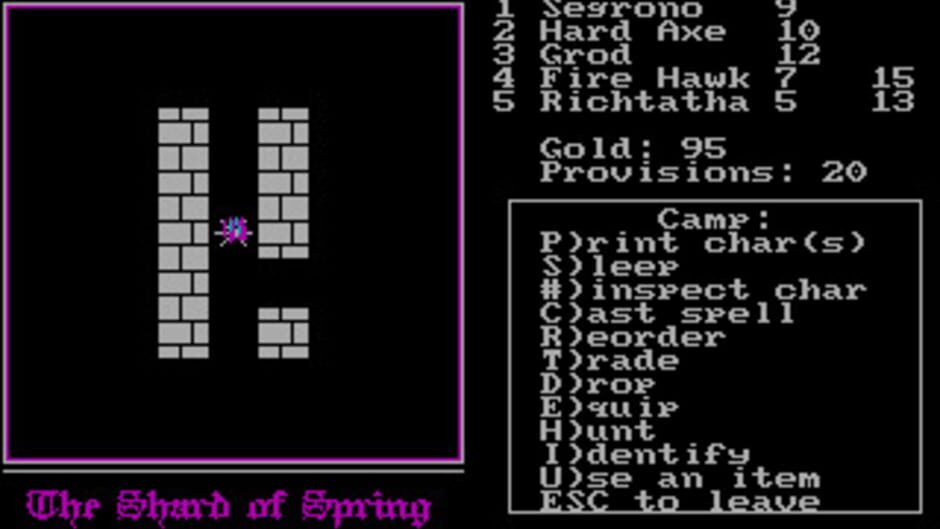 1 Segrono 9
2 Hard Axe 10
3 Grod 12
4 Fire Hawk 7 15
5 Richtatha 5 13
Gold: 95
Provisions: 20
Camp:
P)rint char(s)
S)leep
#)inspect char
C)ast spell
R)eorder
T)rade
D)rop
E)quip
H)unt
I)dentify
U)se an item
ESC to leave
The Shard of Spring